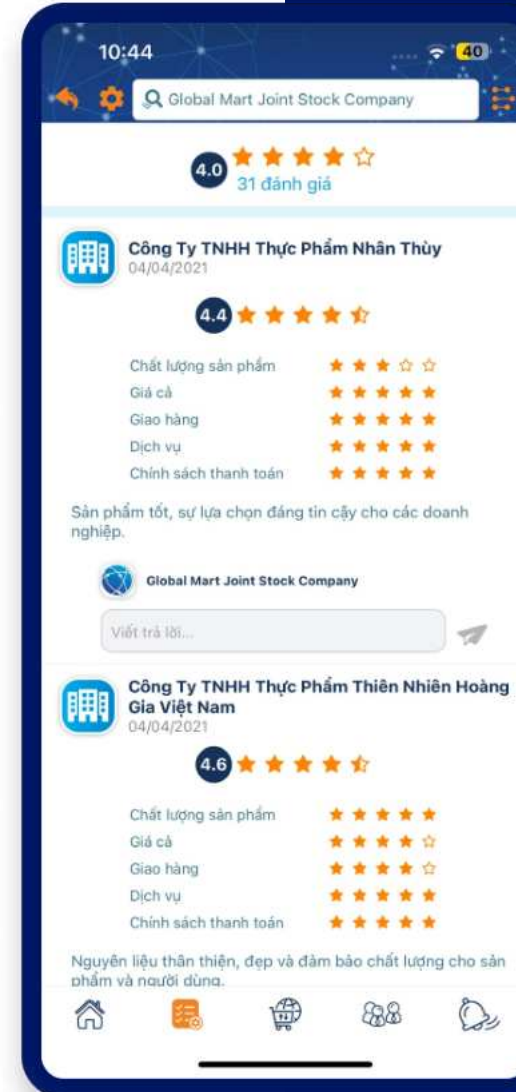 10:44
40
Global Mart Joint Stock Company
4.0
31 đánh giá
Công Ty TNHH Thực Phẩm Nhân Thùy
04/04/2021
4.4
Chất lượng sản phẩm
Giá cả
Giao hàng
Dịch vụ
Chính sách thanh toán
Sản phẩm tốt, sự lựa chọn đáng tin cậy cho các doanh
nghiệp.
Global Mart Joint Stock Company
Viết trả lời...
Công Ty TNHH Thực Phẩm Thiên Nhiên Hoàng
Gia Việt Nam
04/04/2021
4.6
Chất lượng sản phẩm
Giá cả
Giao hàng
Dịch vụ
Chính sách thanh toán
Nguyên liệu thân thiện, đẹp và đảm bảo chất lượng cho sản
phẩm và người dùng.